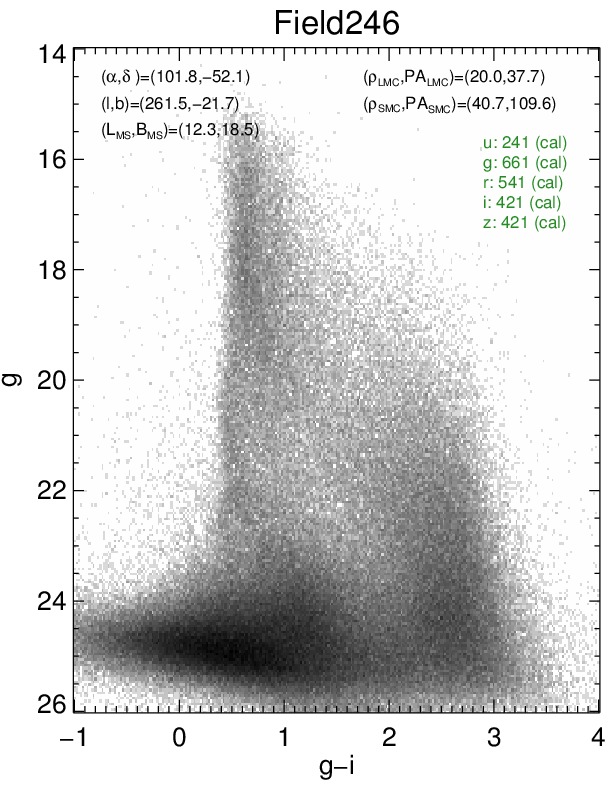 Field246
(α,δ )=(101.8,−52.1)
(ρLMC,PALMC)=(20.0,37.7)
(l,b)=(261.5,−21.7)
(ρSMC,PASMC)=(40.7,109.6)
(LMS,BMS)=(12.3,18.5)
u: 241 (cal)
g: 661 (cal)
r: 541 (cal)
i: 421 (cal)
z: 421 (cal)
14
16
18
20
22
24
26
g
−1 0 1 2 3 4
g−i